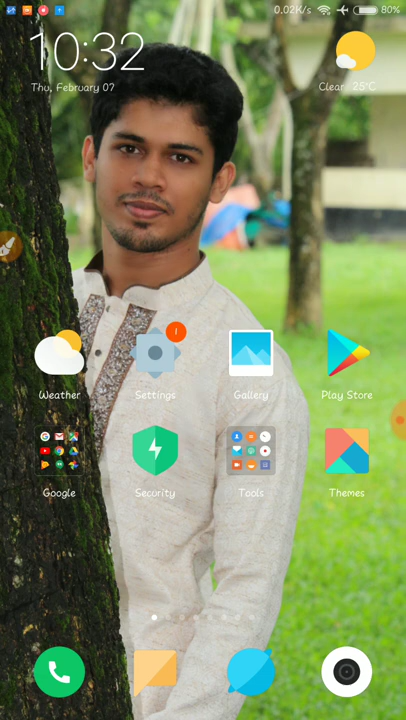 0.02K/s 80%
10:32
Thu, February 07
Clear 25°C
1
Weather Settings Gallery Play Store
Google Security Tools Themes